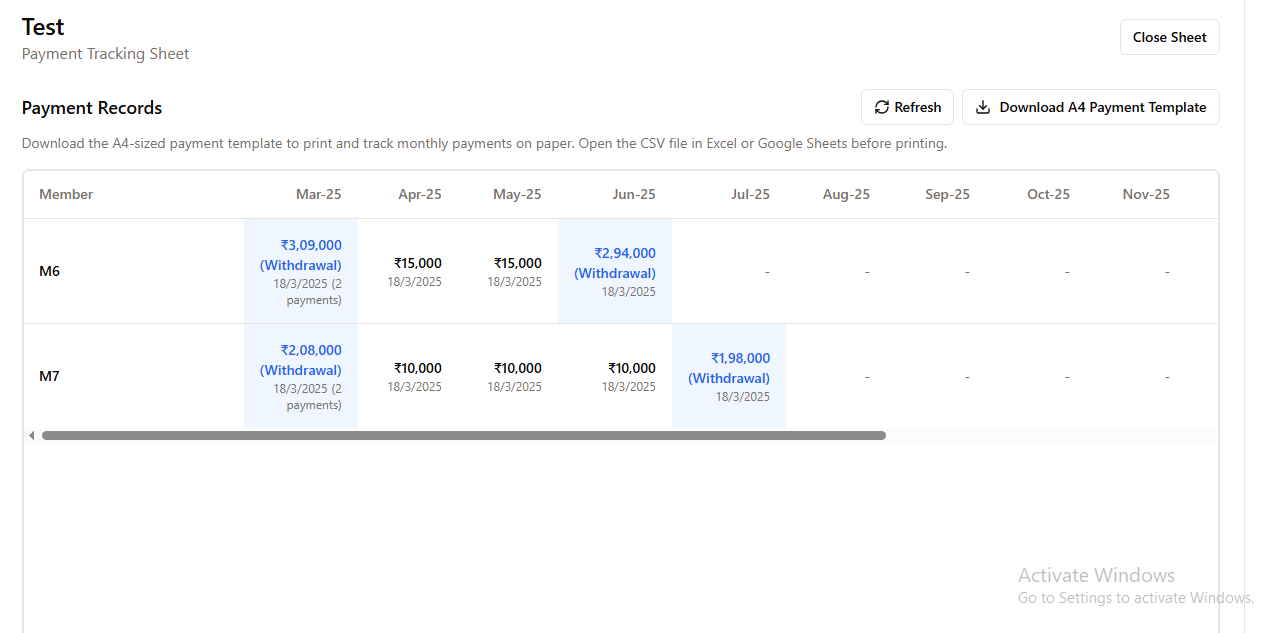 Test
Payment Tracking Sheet
Close Sheet
Payment Records
Refresh
Download A4 Payment Template
Download the A4-sized payment template to print and track monthly payments on paper. Open the CSV file in Excel or Google Sheets before printing.
Member Mar-25 Apr-25 May-25 Jun-25 Jul-25 Aug-25 Sep-25 Oct-25 Nov-25
M6
₹3,09,000
(Withdrawal)
18/3/2025 (2
payments)
₹15,000
18/3/2025
₹15,000
18/3/2025
₹2,94,000
(Withdrawal)
18/3/2025
- - - - -
M7
₹2,08,000
(Withdrawal)
18/3/2025 (2
payments)
₹10,000
18/3/2025
₹10,000
18/3/2025
₹10,000
18/3/2025
₹1,98,000
(Withdrawal)
18/3/2025
- - - -
Activate Windows
Go to Settings to activate Windows.